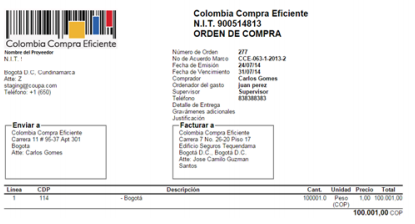 Colombia Compra Eficiente
Colombia Compra Eficiente
N.I.T. 900514813
ORDEN DE COMPRA
Nombre del Proveedor
N.I.T. !
Bogotá D.C, Cundinamarca
Atte: Z
staging@coupa.com
Teléfono: +1 (650)
Número de Orden 277
No de Acuerdo Marco CCE-063-1-2013-2
Fecha de Emisión 24/07/14
Fecha de Vencimiento 31/07/14
Comprador Carlos Gomes
Ordenador del gasto juan perez
Supervisor Supervisor
Teléfono 838388383
Detalle de Entrega
Gravámenes adicionales
Justificación
Enviar a
Colombia Compra Eficiente
Carrera 11 # 96-37 Apt 301
Bogota
Atte: Carlos Gomes
Facturar a
Colombia Compra Eficiente
Carrera 7 No. 26-20 Piso 17
Edificio Seguros Tequendama
Bogotá D.C., Bogotá D.C.
Atte: Jose Camilo Guzman
Santos
Línea CDP Descripción Cant. Unidad Precio Total
1 114 - Bogotá 100001.0 Peso (COP) 1,00 100.001,00
100.001,00 COP